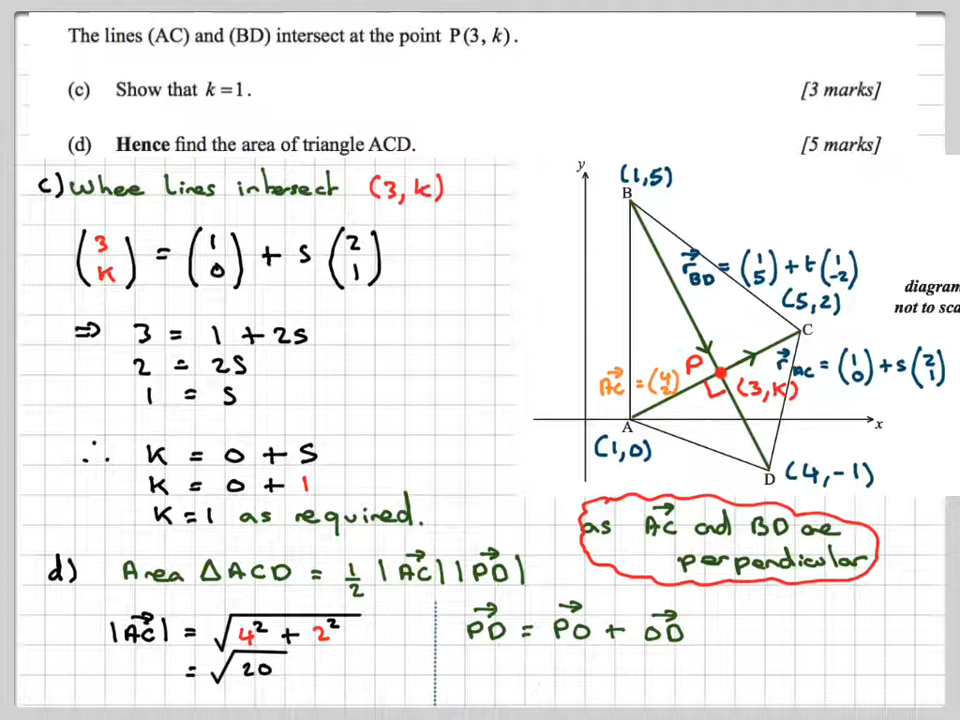 The lines (AC) and (BD) intersect at the point P(3, k).
(c) Show that k = 1. [3 marks]
(d) Hence find the area of triangle ACD. [5 marks]
c) Whee lines intersect (3, k)
(3 K) = (1 0) + s (2 1)
⇒ 3 = 1 + 2s
2 = 2s
1 = s
∴ K = 0 + s
K = 0 + 1
K = 1 as required.
y
(1,5)
B
r⃗BD = (1 5) + t (1 -2)
(5,2)
diagram
not to sca
C
P
r⃗AC = (1 0) + s (2 1)
AC⃗ = (4 2)
(3,K)
x
A
(1,0)
D (4,-1)
as AC⃗ and BD are
perpendicular
d) Area △ACD = 1/2 |AC⃗| |PD⃗|
|AC⃗| = √4² + 2²
= √20
PD⃗ = PO⃗ + OD⃗